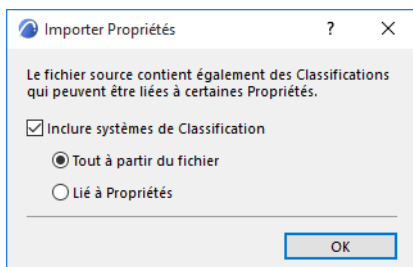 Importer Propriétés
Le fichier source contient également des Classifications
qui peuvent être liées à certaines Propriétés.
Inclure systèmes de Classification
Tout à partir du fichier
Lié à Propriétés
OK